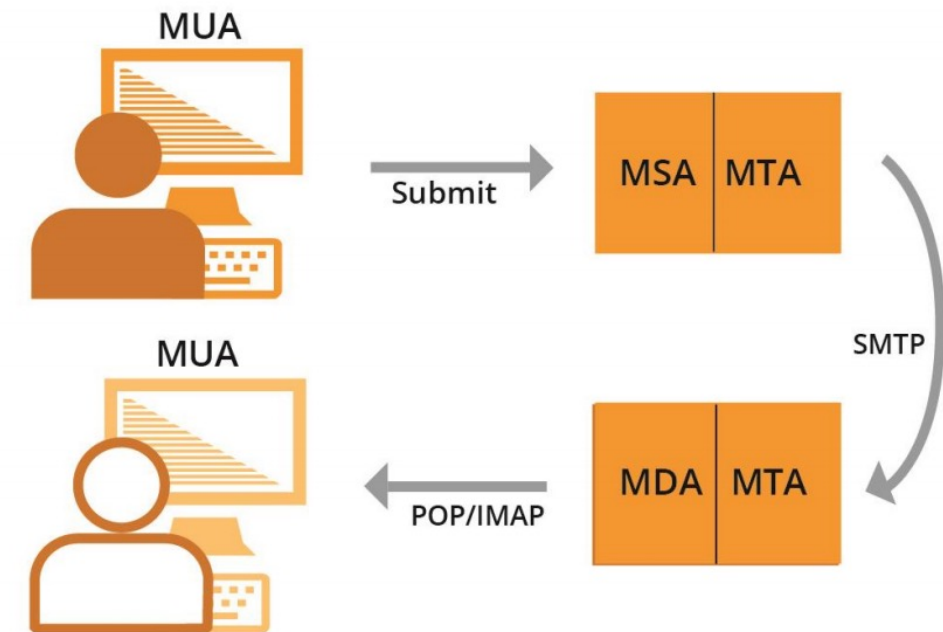 MUA
Submit
MSA MTA
SMTP
MUA
MDA MTA
POP/IMAP